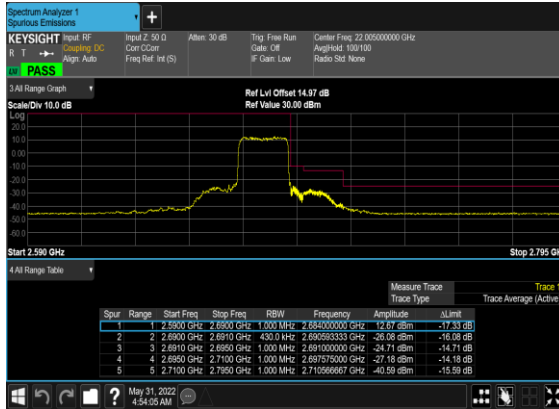 Spectrum Analyzer 1
Spurious Emissions
KEYSIGHT
R T
Input: RF
Coupling: DC
Align: Auto
Input Z: 50 Ω
Corr CCorr
Freq Ref: Int (S)
Atten: 30 dB
Trig: Free Run
Gate: Off
IF Gain: Low
Center Freq: 22.005000000 GHz
Avg|Hold: 100/100
Radio Std: None
PASS
3 All Range Graph
Scale/Div 10.0 dB
Ref Lvl Offset 14.97 dB
Ref Value 30.00 dBm
Log
20.0
10.0
0.00
-10.0
-20.0
-30.0
-40.0
-50.0
-60.0
Start 2.590 GHz
Stop 2.795 GH
4 All Range Table
Measure Trace Trace 1
Trace Type Trace Average (Active
Spur Range Start Freq Stop Freq RBW Frequency Amplitude ΔLimit
1 1 2.5900 GHz 2.6900 GHz 1.000 MHz 2.684000000 GHz 12.67 dBm -17.33 dB
2 2 2.6900 GHz 2.6910 GHz 430.0 kHz 2.690593333 GHz -26.08 dBm -16.08 dB
3 3 2.6910 GHz 2.6950 GHz 1.000 MHz 2.691000000 GHz -24.71 dBm -14.71 dB
4 4 2.6950 GHz 2.7100 GHz 1.000 MHz 2.697575000 GHz -27.18 dBm -14.18 dB
5 5 2.7100 GHz 2.7950 GHz 1.000 MHz 2.710566667 GHz -40.59 dBm -15.59 dB
May 31, 2022
4:54:05 AM